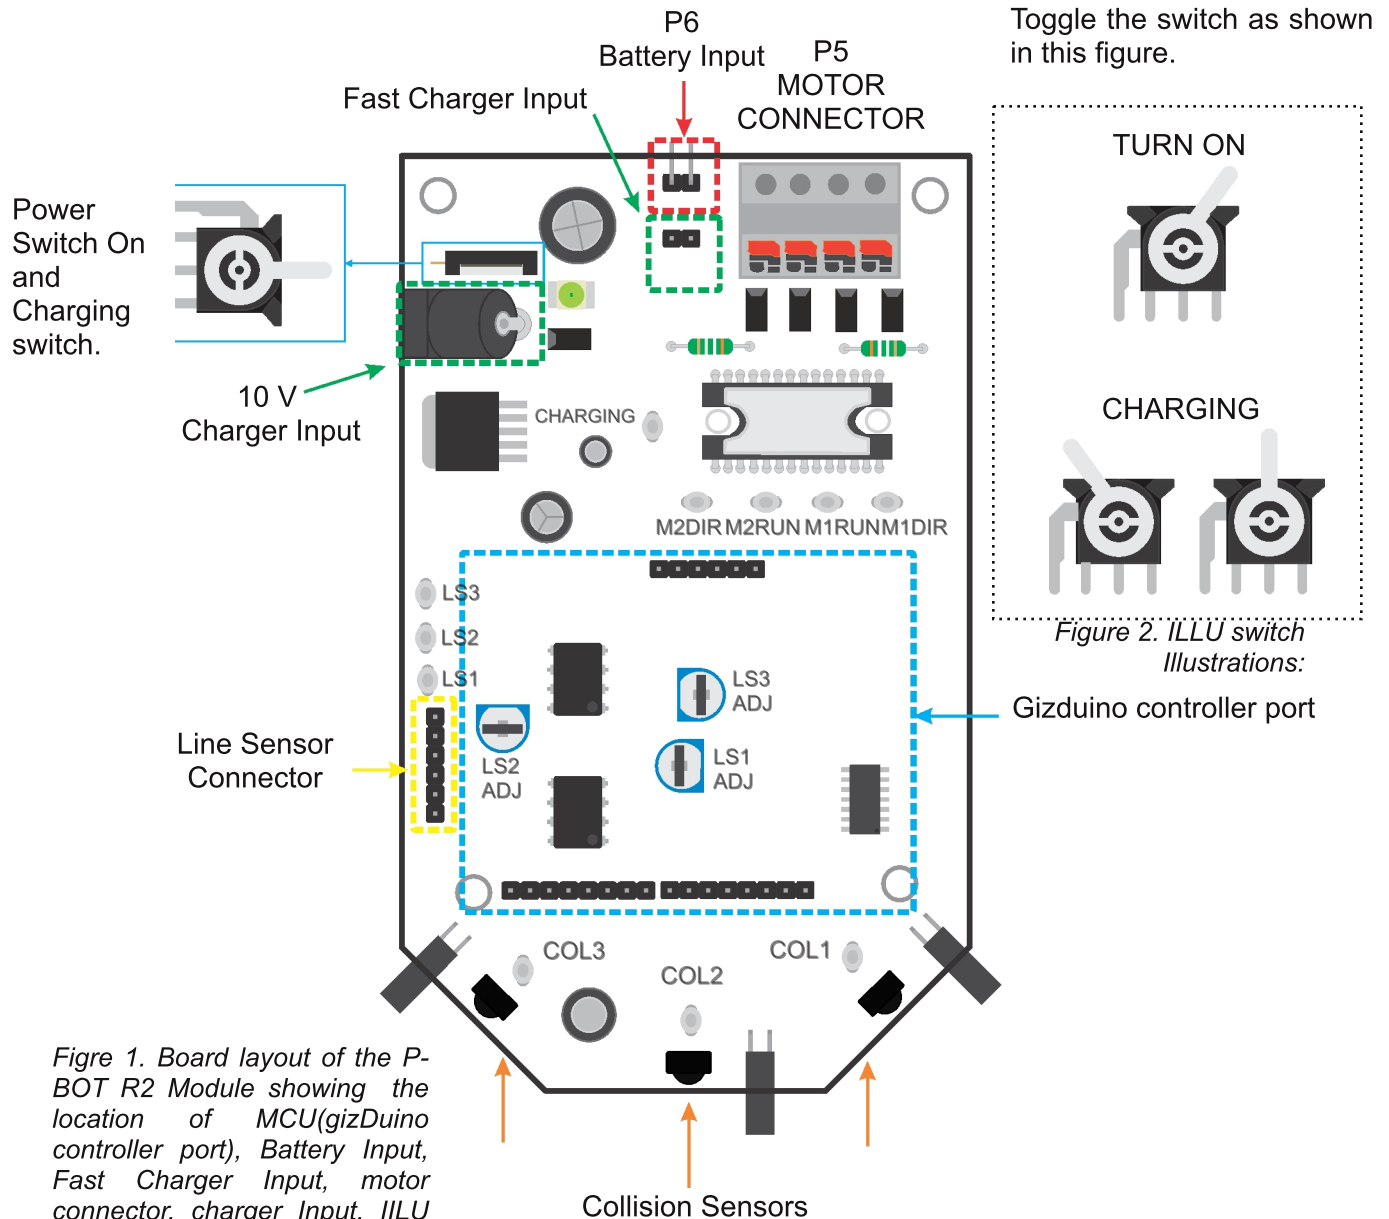 P6
Battery Input
P5
MOTOR
CONNECTOR
Fast Charger Input
Toggle the switch as shown
in this figure.
TURN ON
CHARGING
Figure 2. ILLU switch
Illustrations:
Power
Switch On
and
Charging
switch.
10 V
Charger Input
CHARGING
M2DIR M2RUN M1RUN M1DIR
LS3
LS2
LS1
LS3
ADJ
LS2
ADJ
LS1
ADJ
Gizduino controller port
Line Sensor
Connector
COL3
COL2
COL1
Collision Sensors
Figre 1. Board layout of the P-
BOT R2 Module showing the
location of MCU(gizDuino
controller port), Battery Input,
Fast Charger Input, motor
connector, charger Input, IILU